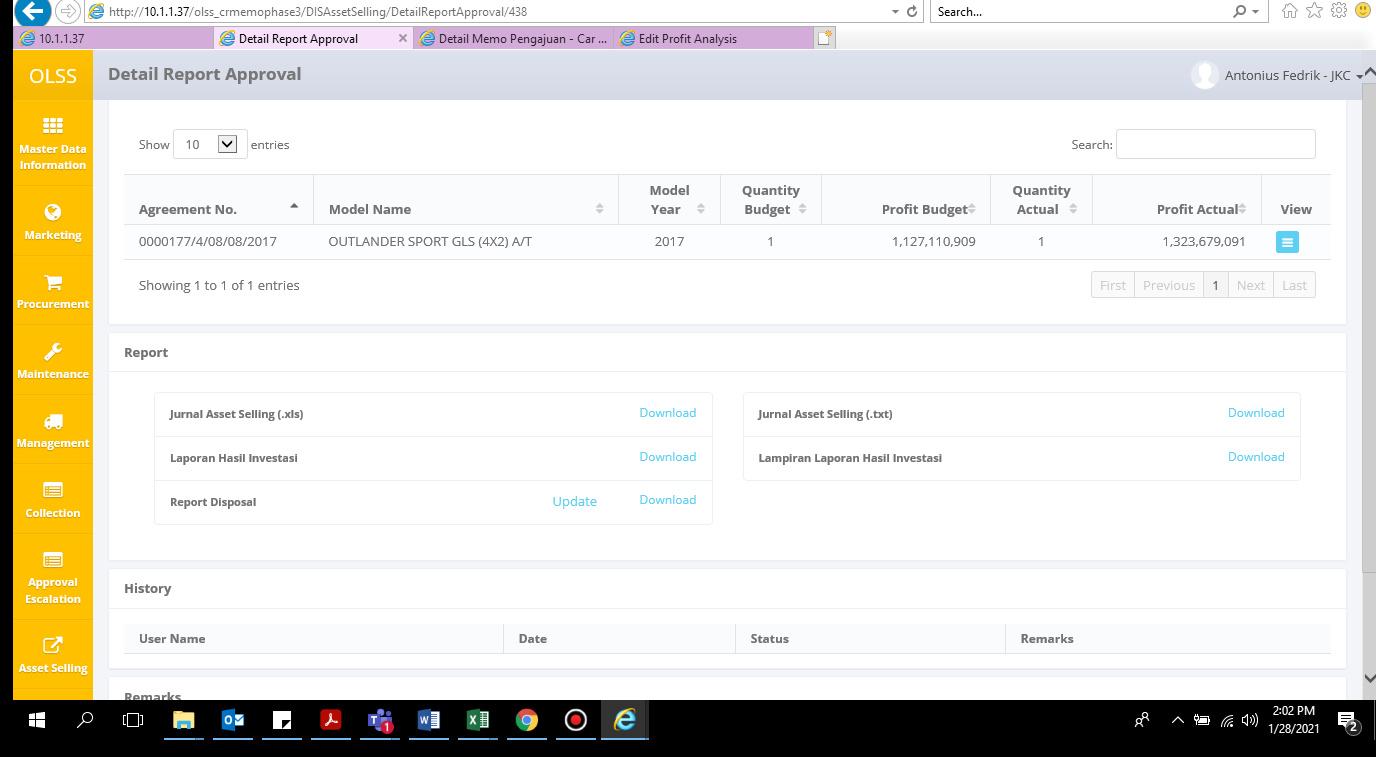 http://10.1.1.37/olss_crmemophase3/DISAssetSelling/DetailReportApproval/438
Search...
10.1.1.37
Detail Report Approval
Detail Memo Pengajuan - Car ...
Edit Profit Analysis
OLSS
Detail Report Approval
Antonius Fedrik - JKC
Master Data
Information
Marketing
Procurement
Maintenance
Management
Collection
Approval
Escalation
Asset Selling
Show 10 entries
Search:
Agreement No. Model Name Model Year Quantity Budget Profit Budget Quantity Actual Profit Actual View
0000177/4/08/08/2017 OUTLANDER SPORT GLS (4X2) A/T 2017 1 1,127,110,909 1 1,323,679,091
Showing 1 to 1 of 1 entries
First Previous 1 Next Last
Report
Jurnal Asset Selling (.xls) Download
Jurnal Asset Selling (.txt) Download
Laporan Hasil Investasi Download
Lampiran Laporan Hasil Investasi Download
Report Disposal Update Download
History
User Name Date Status Remarks
Remarks
1
2:02 PM
1/28/2021
2